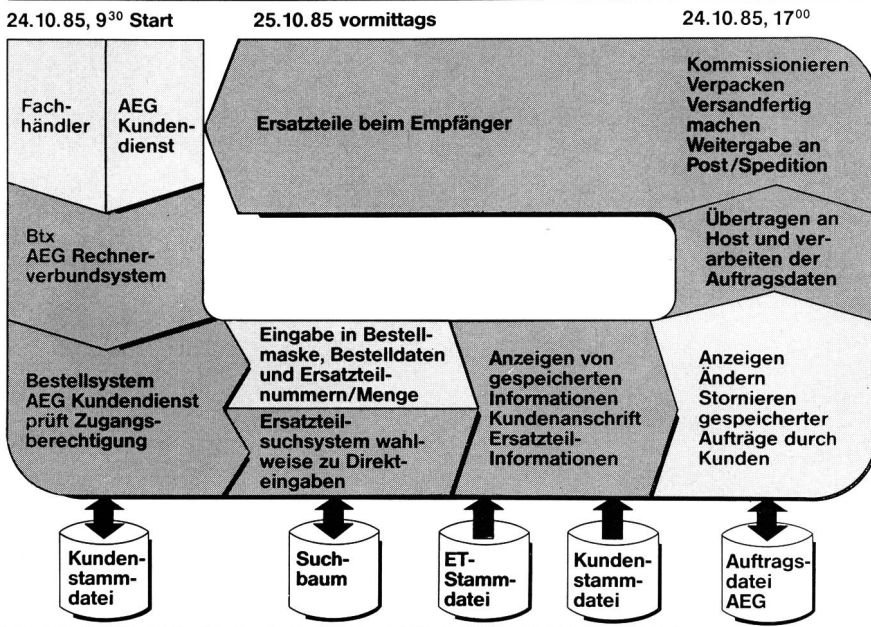 24.10.85, 9³⁰ Start
25.10.85 vormittags
24.10.85, 17⁰⁰
Fach-
händler
AEG
Kunden-
dienst
Ersatzteile beim Empfänger
Kommissionieren
Verpacken
Versandfertig
machen
Weitergabe an
Post/Spedition
Btx
AEG Rechner-
verbundsystem
Übertragen an
Host und ver-
arbeiten der
Auftragsdaten
Bestellsystem
AEG Kundendienst
prüft Zugangs-
berechtigung
Eingabe in Bestell-
maske, Bestelldaten
und Ersatzteil-
nummern/Menge
Ersatzteil-
suchsystem wahl-
weise zu Direkt-
eingaben
Anzeigen von
gespeicherten
Informationen
Kundenanschrift
Ersatzteil-
Informationen
Anzeigen
Ändern
Stornieren
gespeicherter
Aufträge durch
Kunden
Kunden-
stamm-
datei
Such-
baum
ET-
Stamm-
datei
Kunden-
stamm-
datei
Auftrags-
datei
AEG